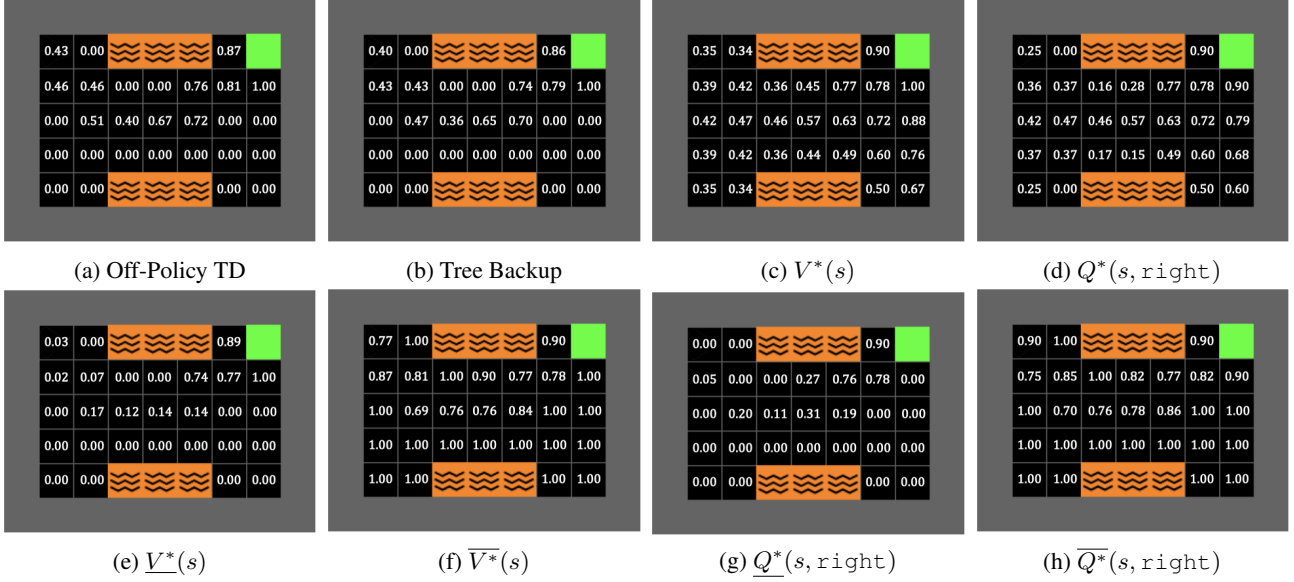 0.43 0.00 0.87
0.46 0.46 0.00 0.00 0.76 0.81 1.00
0.00 0.51 0.40 0.67 0.72 0.00 0.00
0.00 0.00 0.00 0.00 0.00 0.00 0.00
0.00 0.00 0.00 0.00
(a) Off-Policy TD
0.40 0.00 0.86
0.43 0.43 0.00 0.00 0.74 0.79 1.00
0.00 0.47 0.36 0.65 0.70 0.00 0.00
0.00 0.00 0.00 0.00 0.00 0.00 0.00
0.00 0.00 0.00 0.00
(b) Tree Backup
0.35 0.34 0.90
0.39 0.42 0.36 0.45 0.77 0.78 1.00
0.42 0.47 0.46 0.57 0.63 0.72 0.88
0.39 0.42 0.36 0.44 0.49 0.60 0.76
0.35 0.34 0.50 0.67
(c) V*(s)
0.25 0.00 0.90
0.36 0.37 0.16 0.28 0.77 0.78 0.90
0.42 0.47 0.46 0.57 0.63 0.72 0.79
0.37 0.37 0.17 0.15 0.49 0.60 0.68
0.25 0.00 0.50 0.60
(d) Q*(s, right)
0.03 0.00 0.89
0.02 0.07 0.00 0.00 0.74 0.77 1.00
0.00 0.17 0.12 0.14 0.14 0.00 0.00
0.00 0.00 0.00 0.00 0.00 0.00 0.00
0.00 0.00 0.00 0.00
(e) V*(s)
0.77 1.00 0.90
0.87 0.81 1.00 0.90 0.77 0.78 1.00
1.00 0.69 0.76 0.76 0.84 1.00 1.00
1.00 1.00 1.00 1.00 1.00 1.00 1.00
1.00 1.00 1.00 1.00
(f) V*(s)
0.00 0.00 0.90
0.05 0.00 0.00 0.27 0.76 0.78 0.00
0.00 0.20 0.11 0.31 0.19 0.00 0.00
0.00 0.00 0.00 0.00 0.00 0.00 0.00
0.00 0.00 0.00 0.00
(g) Q*(s, right)
0.90 1.00 0.90
0.75 0.85 1.00 0.82 0.77 0.82 0.90
1.00 0.70 0.76 0.78 0.86 1.00 1.00
1.00 1.00 1.00 1.00 1.00 1.00 1.00
1.00 1.00 1.00 1.00
(h) Q*(s, right)